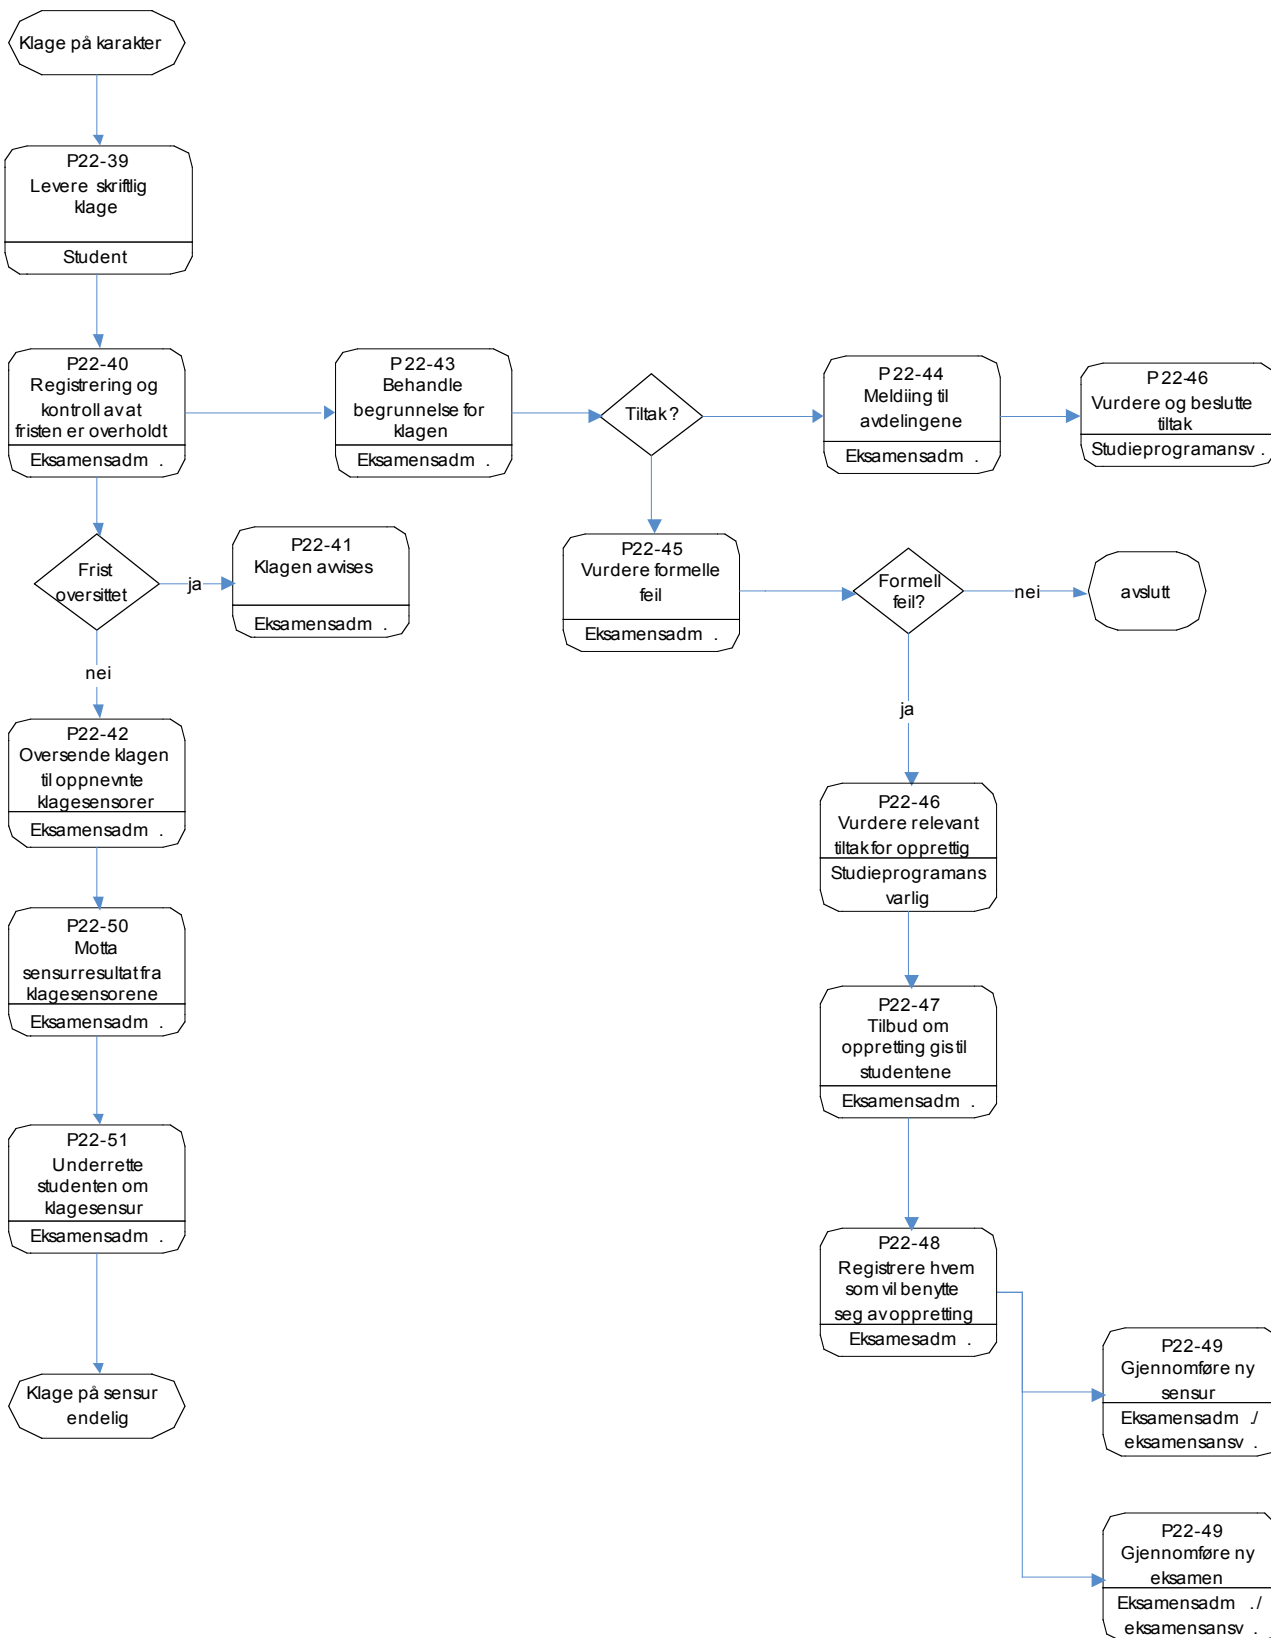 Klage på karakter
P22-39
Levere skriftlig
klage
Student
P22-40
Registrering og
kontroll av at
fristen er overholdt
Eksamensadm .
P22-43
Behandle
begrunnelse for
klagen
Eksamensadm .
Tiltak?
P22-44
Meldiing til
avdelingene
Eksamensadm .
P22-46
Vurdere og beslutte
tiltak
Studieprogramansv .
Frist
oversittet
ja
P22-41
Klagen avvises
Eksamensadm .
P22-45
Vurdere formelle
feil
Eksamensadm .
Formell
feil?
nei
avslutt
nei
ja
P22-42
Oversende klagen
til oppnevnte
klagesensorer
Eksamensadm .
P22-46
Vurdere relevant
tiltak for opprettig
Studieprogramans
varlig
P22-50
Motta
sensurresultat fra
klagesensorene
Eksamensadm .
P22-47
Tilbud om
oppretting gis til
studentene
Eksamensadm .
P22-51
Underrette
studenten om
klagesensur
Eksamensadm .
P22-48
Registrere hvem
som vil benytte
seg av oppretting
Eksamesadm .
Klage på sensur
endelig
P22-49
Gjennomføre ny
sensur
Eksamensadm ./
eksamensansv .
P22-49
Gjennomføre ny
eksamen
Eksamensadm ./
eksamensansv .